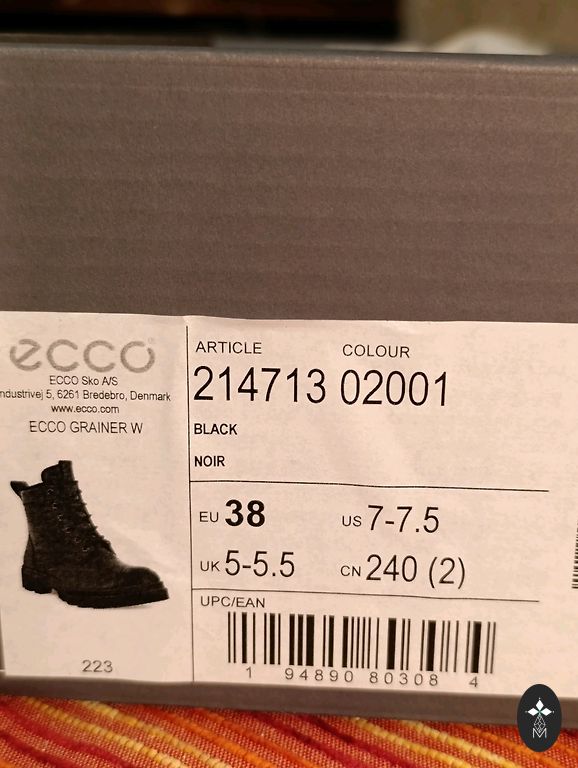 ecco
ECCO Sko A/S
ndustrivej 5, 6261 Bredebro, Denmark
www.ecco.com
ECCO GRAINER W
223
ARTICLE COLOUR
214713 02001
BLACK
NOIR
EU 38 US 7-7.5
UK 5-5.5 CN 240 (2)
UPC/EAN
1 94890 80308 4
M